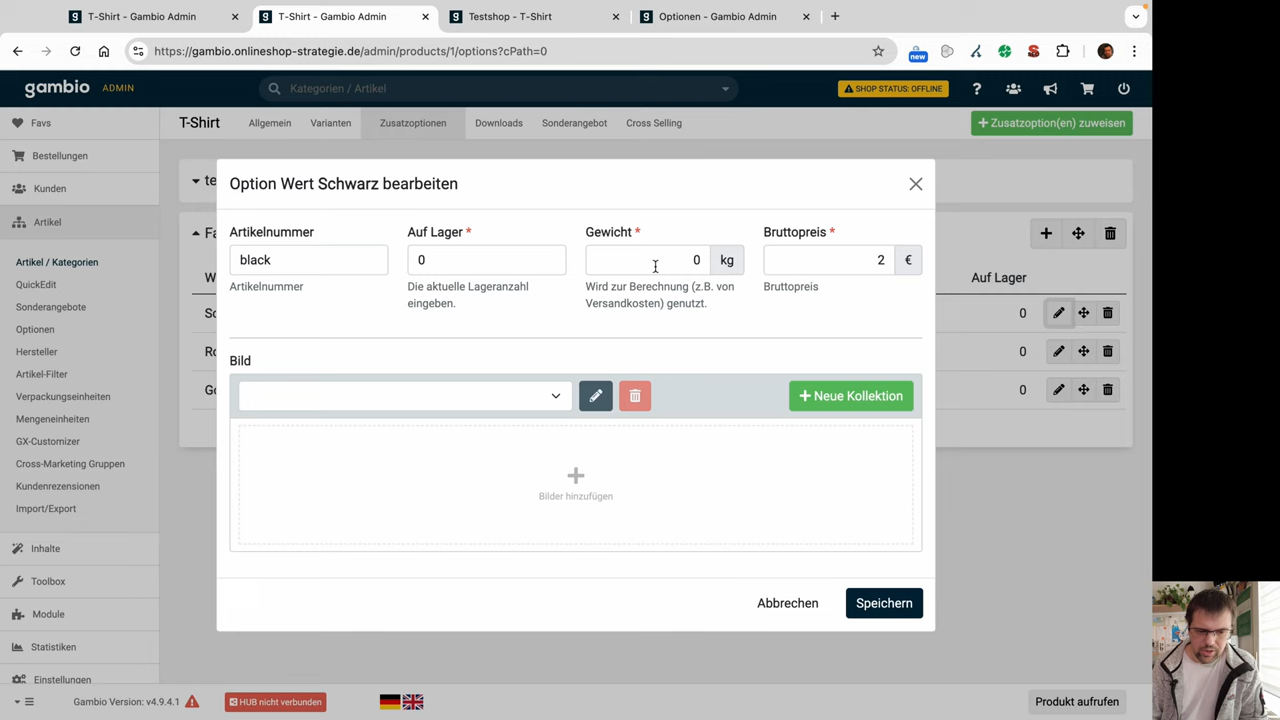 T-Shirt - Gambio Admin
T-Shirt - Gambio Admin
Testshop - T-Shirt
Optionen - Gambio Admin
https://gambio.onlineshop-strategie.de/admin/products/1/options?cPath=0
new
gambio ADMIN
Kategorien / Artikel
SHOP STATUS: OFFLINE
Favs
T-Shirt
Allgemein
Varianten
Zusatzoptionen
Downloads
Sonderangebot
Cross Selling
Zusatzoption(en) zuweisen
Bestellungen
Kunden
Artikel
Artikel / Kategorien
QuickEdit
Sonderangebote
Optionen
Hersteller
Artikel-Filter
Verpackungseinheiten
Mengeneinheiten
GX-Customizer
Cross-Marketing Gruppen
Kundenrezensionen
Import/Export
Inhalte
Toolbox
Module
Statistiken
Einstellungen
te
Fa
W
Auf Lager
Sc
0
Ro
0
Ge
0
Option Wert Schwarz bearbeiten
Artikelnummer
Auf Lager *
Gewicht *
Bruttopreis *
black
0
0 kg
2 €
Artikelnummer
Die aktuelle Lageranzahl
eingeben.
Wird zur Berechnung (z.B. von
Versandkosten) genutzt.
Bruttopreis
Bild
Neue Kollektion
Bilder hinzufügen
Abbrechen
Speichern
Gambio Version: v4.9.4.1
HUB nicht verbunden
Produkt aufrufen